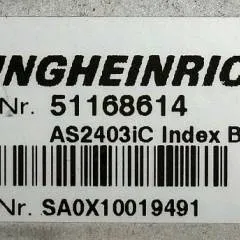 NGHEINRIC
Nr. 51168614
AS2403iC Index B
Nr. SA0X10019491